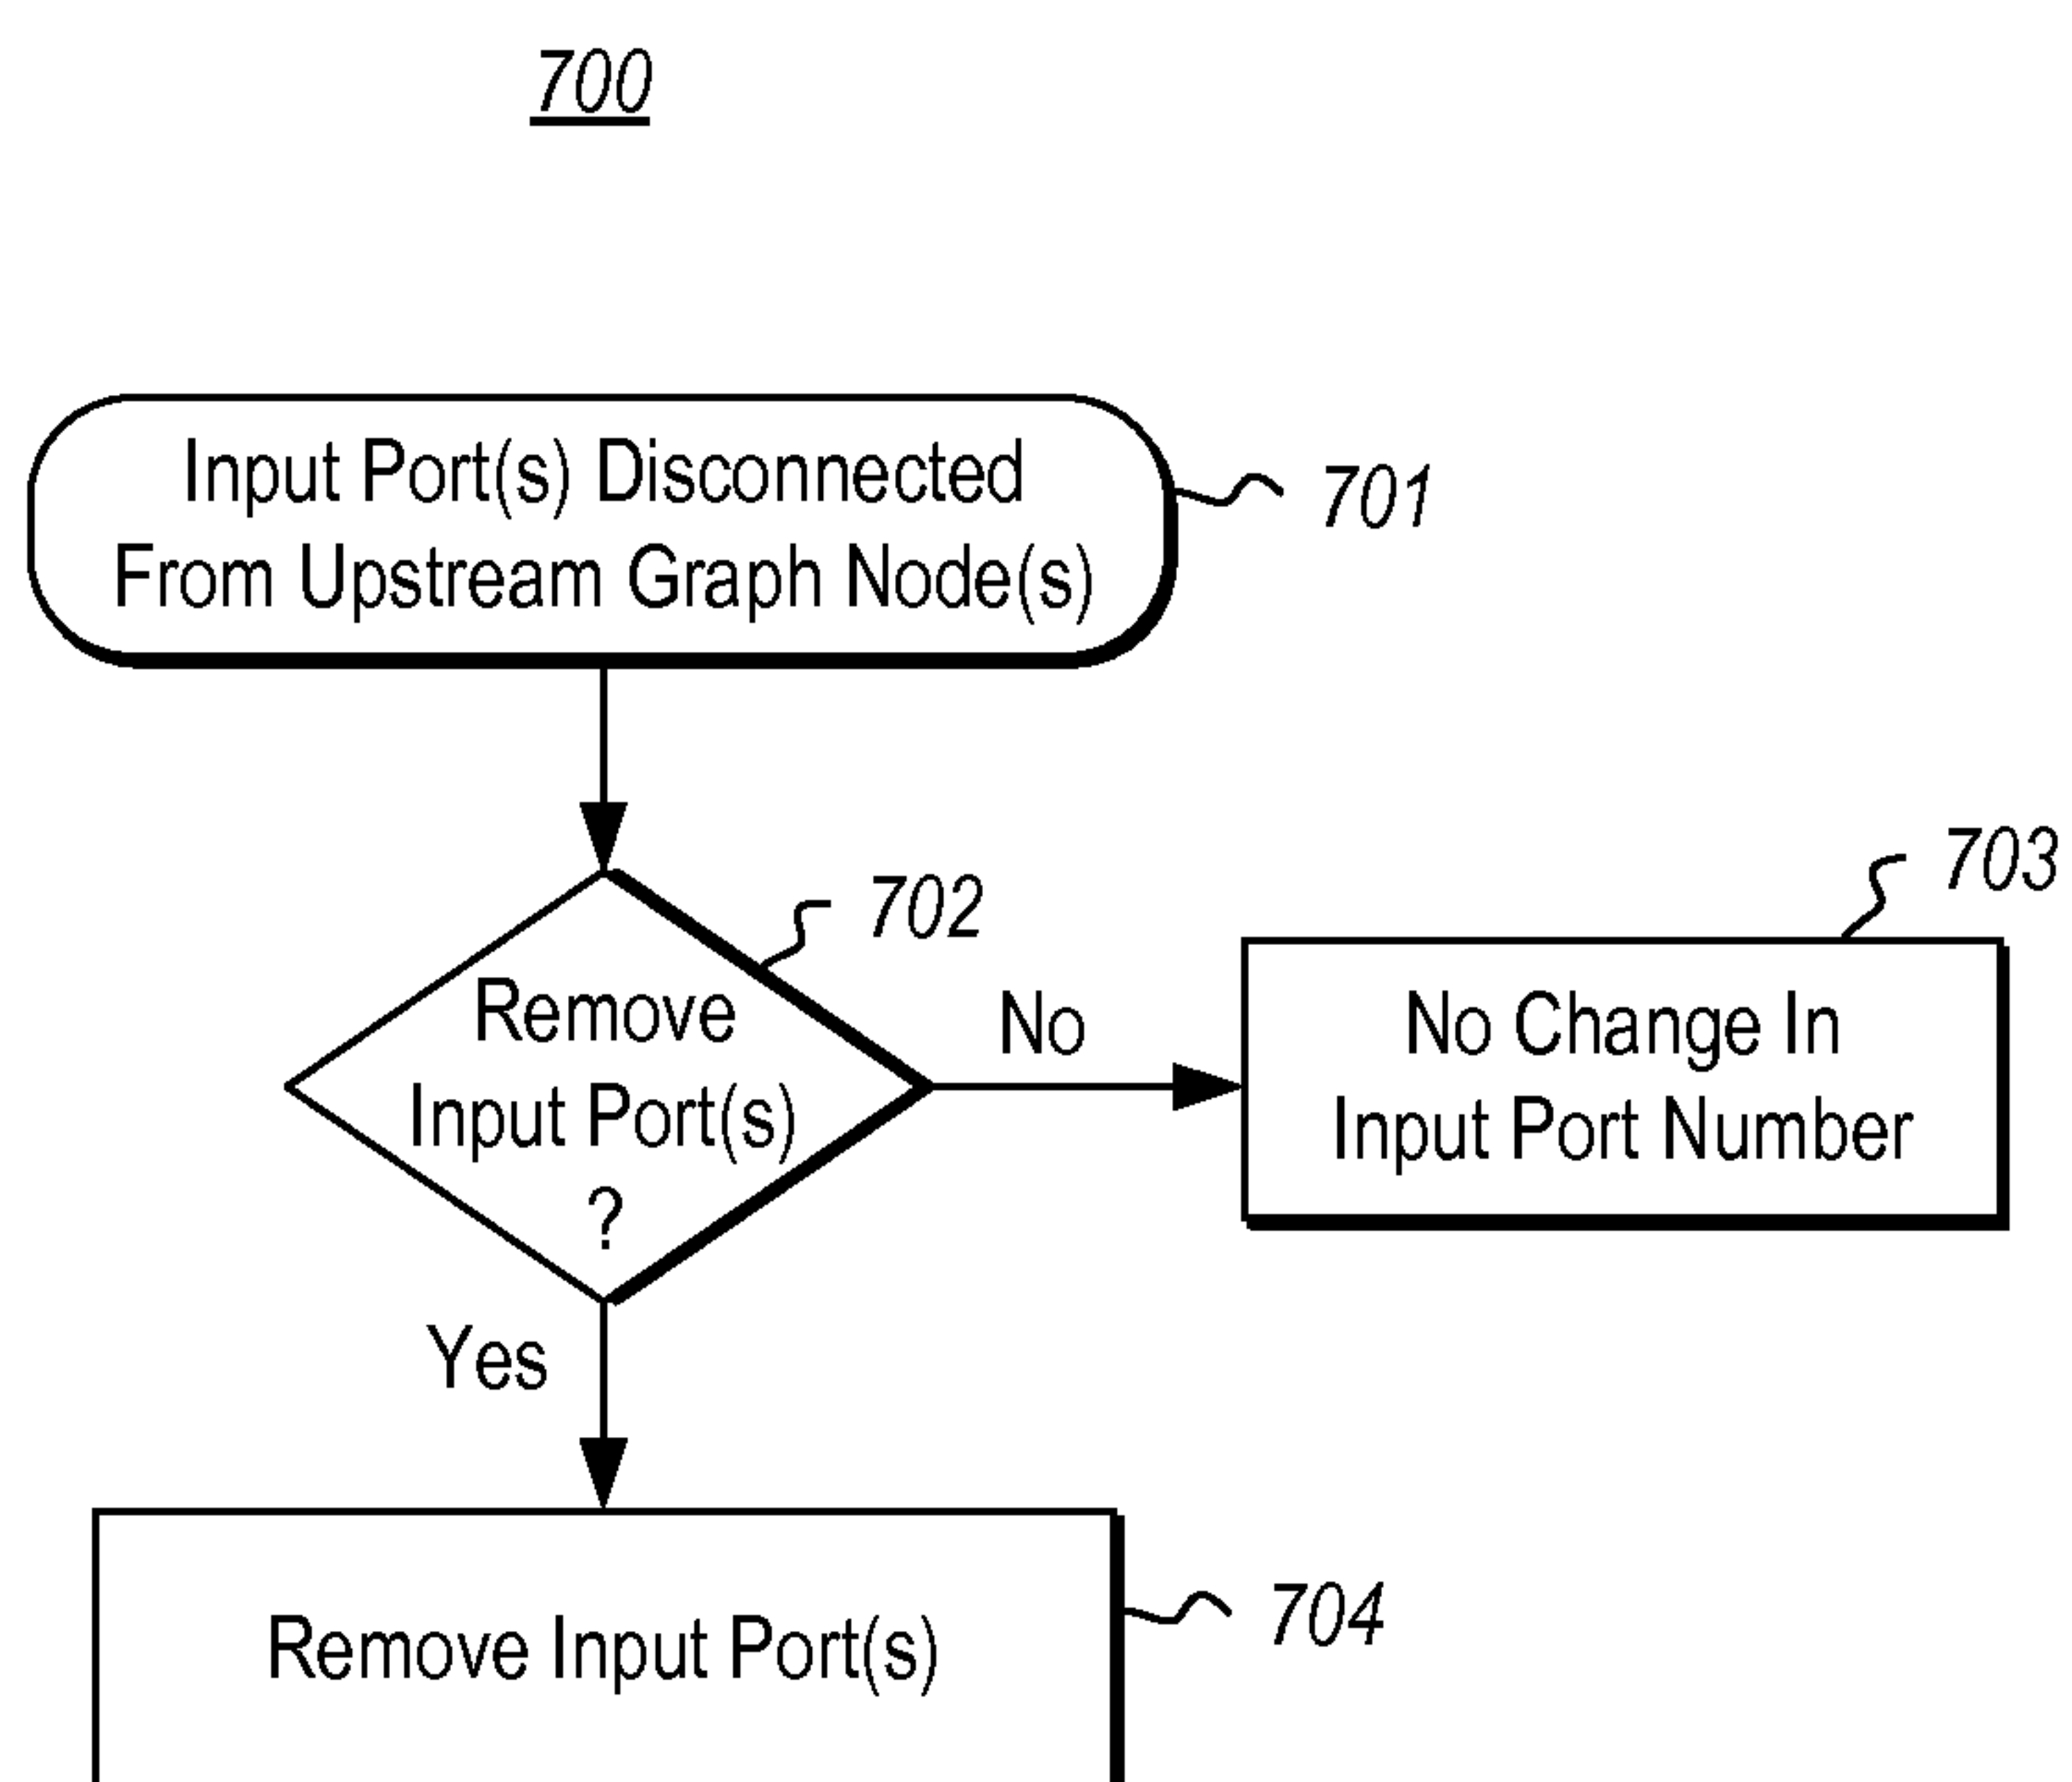 700
Input Port(s) Disconnected
From Upstream Graph Node(s)
701
702
Remove
Input Port(s)
?
No
703
No Change In
Input Port Number
Yes
Remove Input Port(s)
704